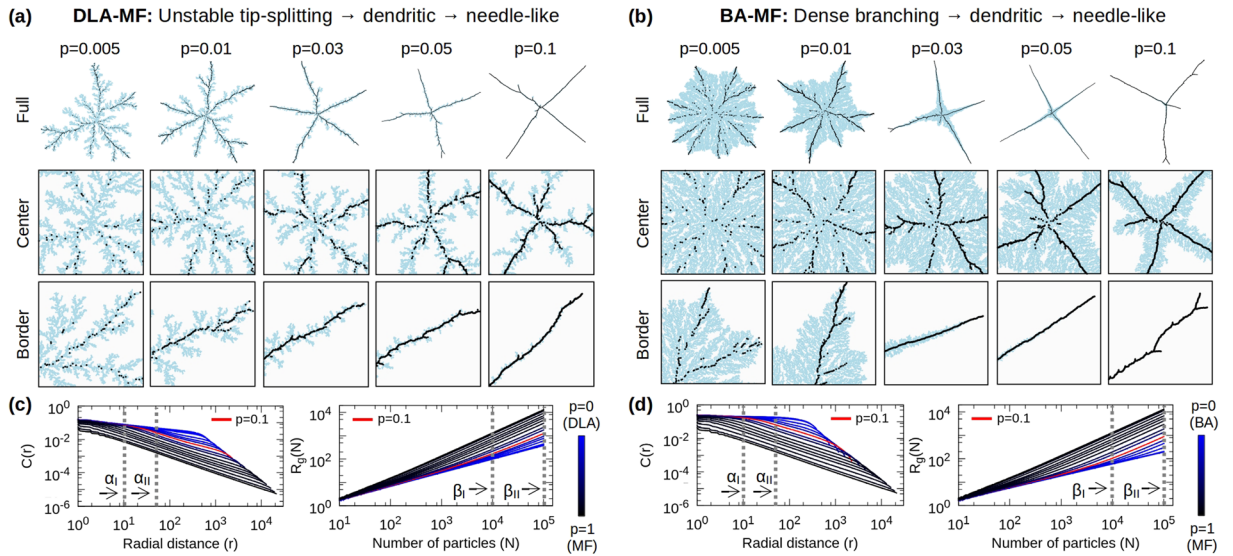 (a) DLA-MF: Unstable tip-splitting → dendritic → needle-like
p=0.005 p=0.01 p=0.03 p=0.05 p=0.1
Full
Center
Border
(b) BA-MF: Dense branching → dendritic → needle-like
p=0.005 p=0.01 p=0.03 p=0.05 p=0.1
Full
Center
Border
(c)
C(r)
10^0
10^-2
10^-4
10^-6
p=0.1
α_I α_II
10^0 10^1 10^2 10^3 10^4
Radial distance (r)
R_g(N)
10^4
10^2
10^0
p=0.1
β_I β_II
10^1 10^2 10^3 10^4 10^5
Number of particles (N)
p=0
(DLA)
p=1
(MF)
(d)
C(r)
10^0
10^-2
10^-4
10^-6
p=0.1
α_I α_II
10^0 10^1 10^2 10^3 10^4
Radial distance (r)
R_g(N)
10^4
10^2
10^0
p=0.1
β_I β_II
10^1 10^2 10^3 10^4 10^5
Number of particles (N)
p=0
(BA)
p=1
(MF)